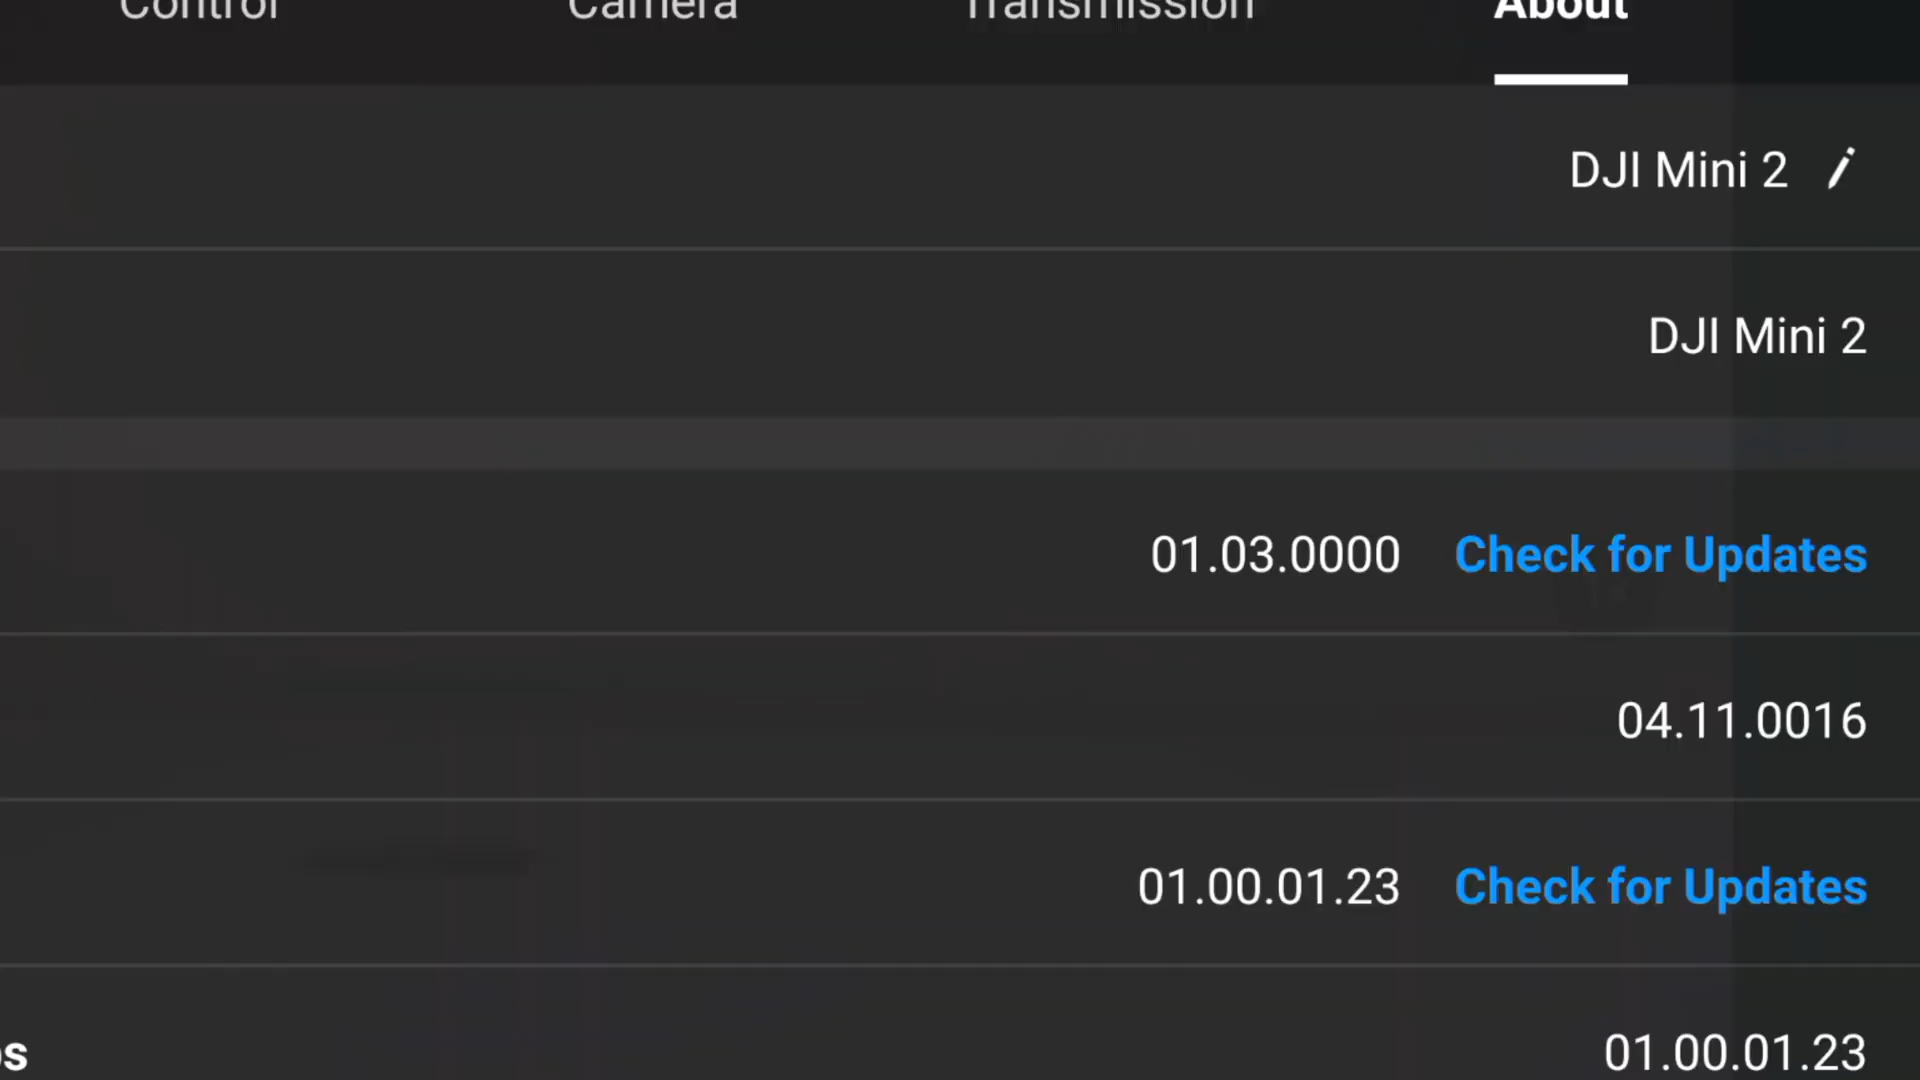 Control Camera Transmission About
DJI Mini 2
DJI Mini 2
01.03.0000 Check for Updates
04.11.0016
01.00.01.23 Check for Updates
01.00.01.23